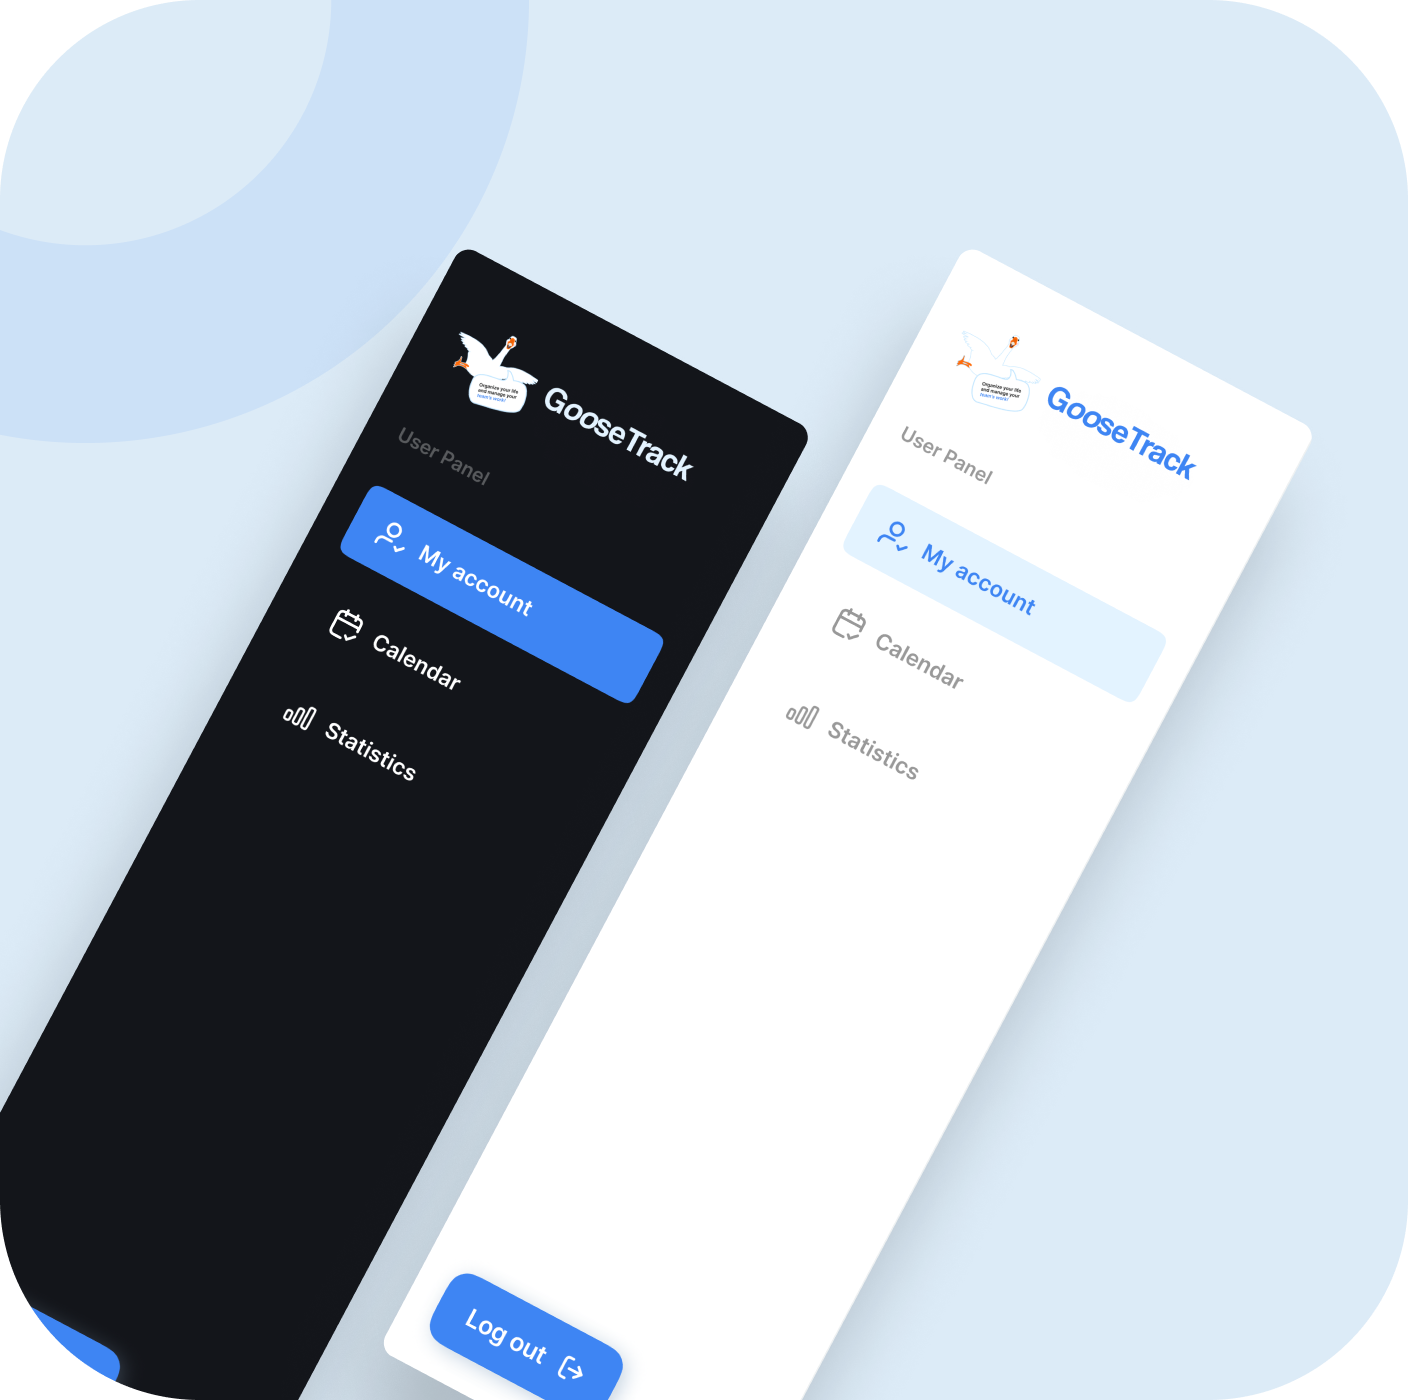 Organize your life
and manage your
team's work!
GooseTrack
User Panel
My account
Calendar
Statistics
Organize your life
and manage your
team's work!
GooseTrack
User Panel
My account
Calendar
Statistics
Log out